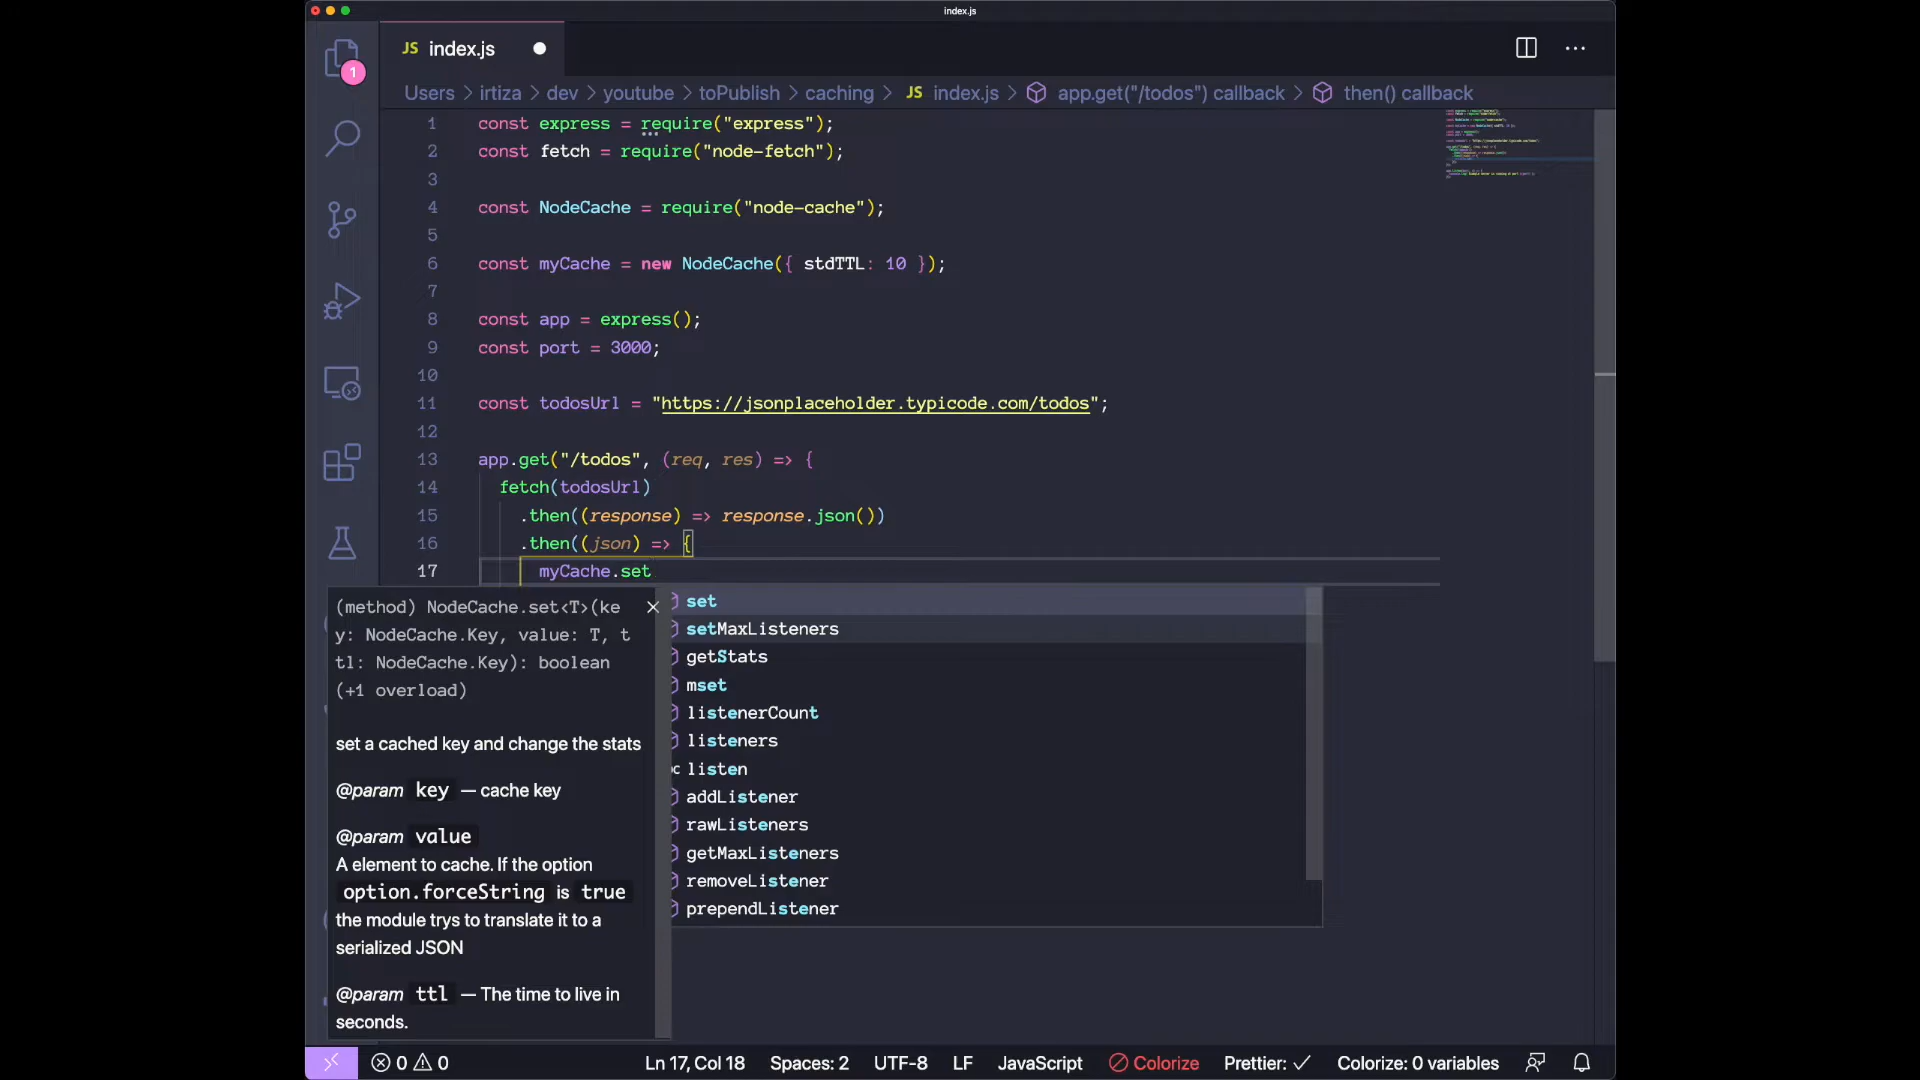 index.js
JS index.js
1
Users > irtiza > dev > youtube > toPublish > caching > JS index.js > app.get("/todos") callback > then() callback
1 const express = require("express");
2 const fetch = require("node-fetch");
3
4 const NodeCache = require("node-cache");
5
6 const myCache = new NodeCache({ stdTTL: 10 });
7
8 const app = express();
9 const port = 3000;
10
11 const todosUrl = "https://jsonplaceholder.typicode.com/todos";
12
13 app.get("/todos", (req, res) => {
14 fetch(todosUrl)
15 .then((response) => response.json())
16 .then((json) => {
17 myCache.set
(method) NodeCache.set<T>(ke
y: NodeCache.Key, value: T, t
tl: NodeCache.Key): boolean
(+1 overload)
set a cached key and change the stats
@param key — cache key
@param value
A element to cache. If the option
option.forceString is true
the module trys to translate it to a
serialized JSON
@param ttl — The time to live in
seconds.
set
setMaxListeners
getStats
mset
listenerCount
listeners
listen
addListener
rawListeners
getMaxListeners
removeListener
prependListener
0 0 Ln 17, Col 18 Spaces: 2 UTF-8 LF JavaScript Colorize Prettier: ✓ Colorize: 0 variables